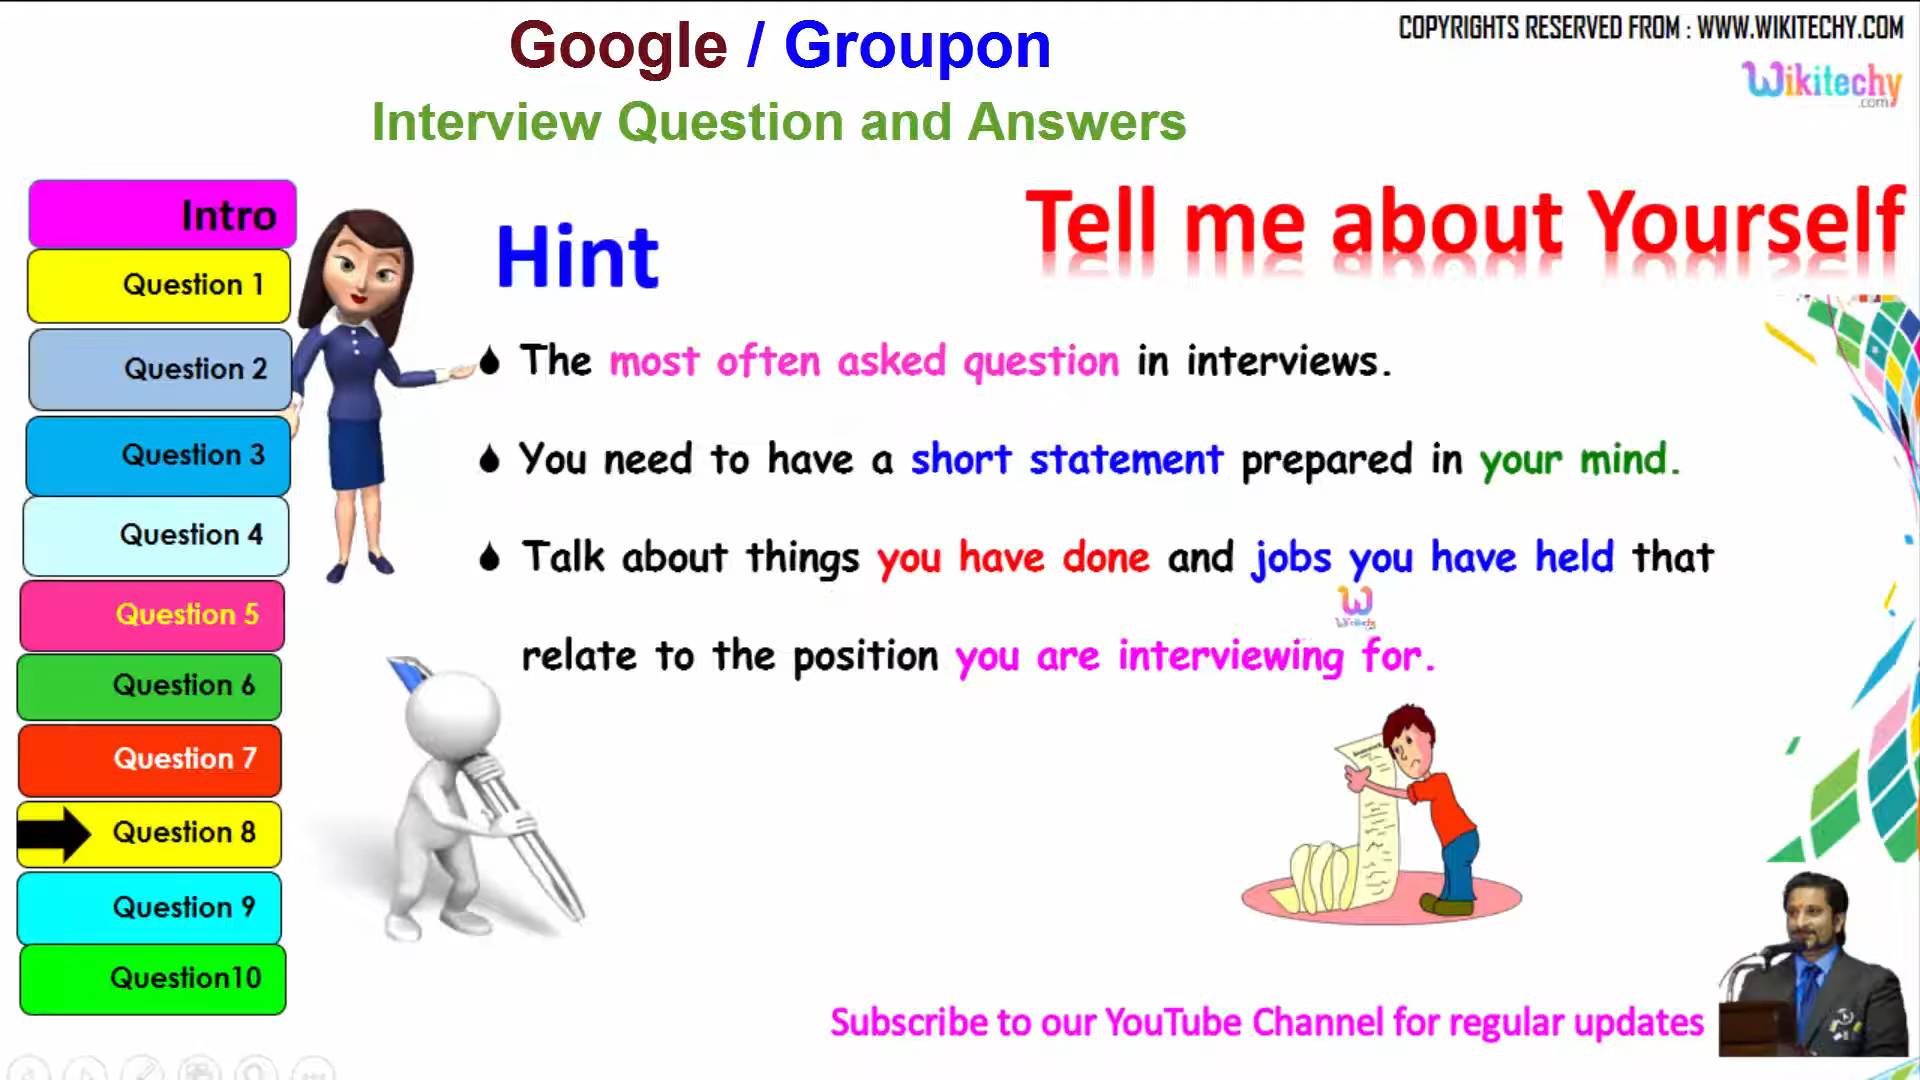 COPYRIGHTS RESERVED FROM : WWW.WIKITECHY.COM
Google / Groupon
Wikitechy
.com
Interview Question and Answers
Intro
Question 1
Question 2
Question 3
Question 4
Question 5
Question 6
Question 7
Question 8
Question 9
Question10
Tell me about Yourself
Hint
The most often asked question in interviews.
You need to have a short statement prepared in your mind.
Talk about things you have done and jobs you have held that
Wikitechy
relate to the position you are interviewing for.
Subscribe to our YouTube Channel for regular updates